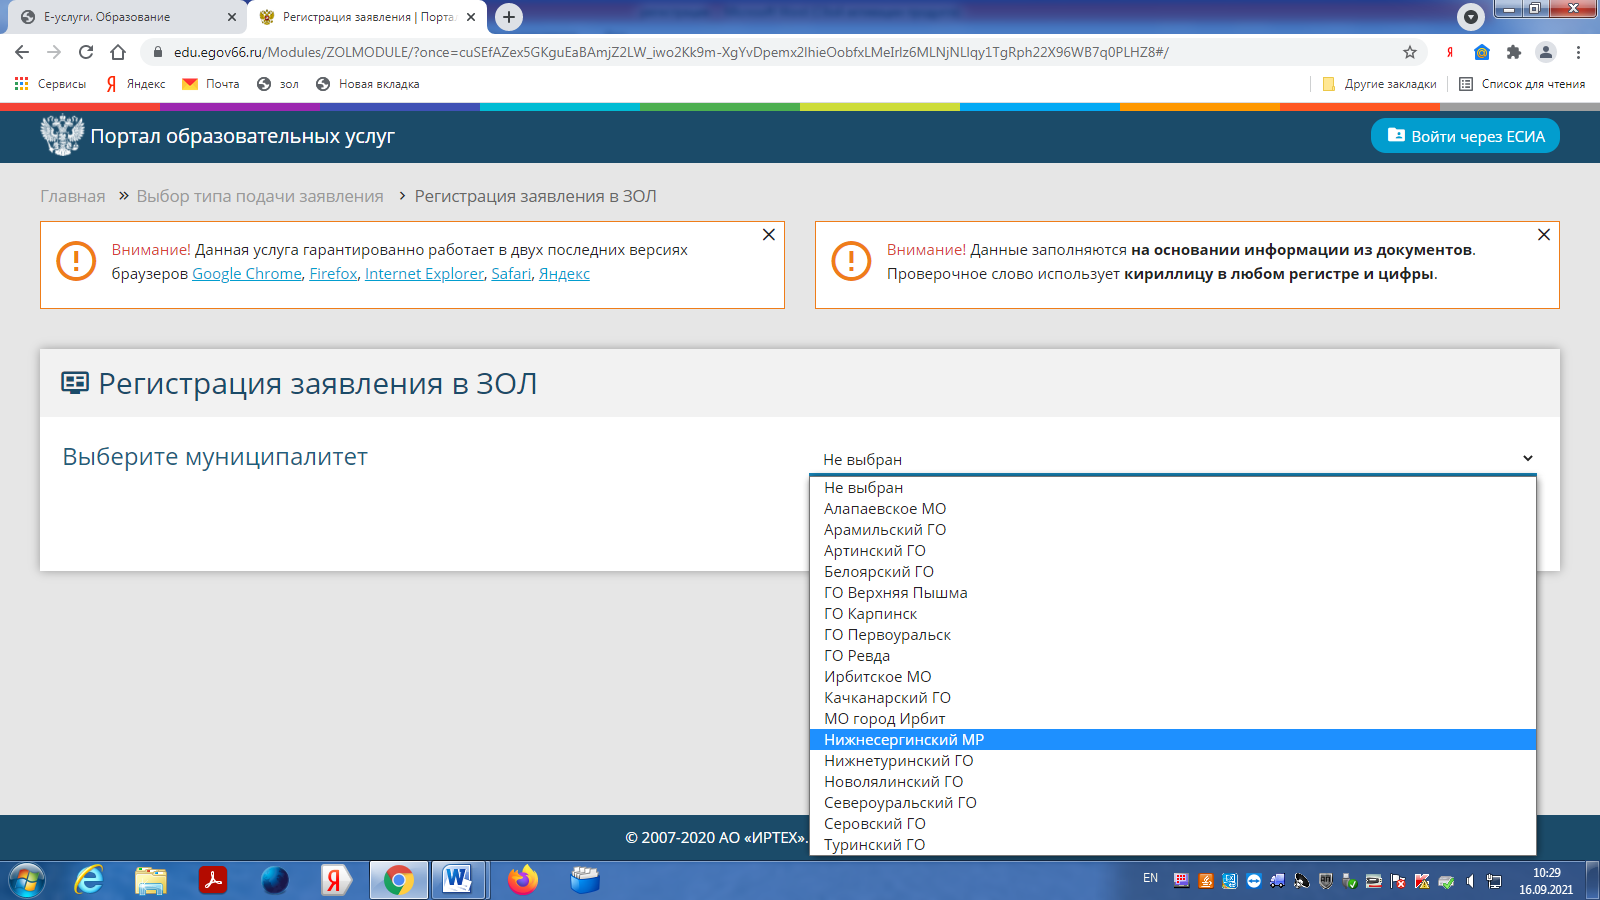 Е-услуги. Образование
Регистрация заявления | Порта
edu.egov66.ru/Modules/ZOLMODULE/?once=cuSEfAZex5GKguEaBAmjZ2LW_iwo2Kk9m-XgYvDpemx2IhieOobfxLMeIrlz6MLNjNLlqy1TgRph22X96WB7q0PLHZ8#/
Сервисы
Яндекс
Почта
зол
Новая вкладка
Другие закладки
Список для чтения
Портал образовательных услуг
Войти через ЕСИА
Главная » Выбор типа подачи заявления › Регистрация заявления в ЗОЛ
Внимание! Данная услуга гарантированно работает в двух последних версиях
браузеров Google Chrome, Firefox, Internet Explorer, Safari, Яндекс
Внимание! Данные заполняются на основании информации из документов.
Проверочное слово использует кириллицу в любом регистре и цифры.
Регистрация заявления в ЗОЛ
Выберите муниципалитет
Не выбран
Не выбран
Алапаевское МО
Арамильский ГО
Артинский ГО
Белоярский ГО
ГО Верхняя Пышма
ГО Карпинск
ГО Первоуральск
ГО Ревда
Ирбитское МО
Качканарский ГО
МО город Ирбит
Нижнесергинский МР
Нижнетуринский ГО
Новолялинский ГО
Североуральский ГО
Серовский ГО
Туринский ГО
© 2007-2020 АО «ИРТЕХ».
EN
10:29
16.09.2021